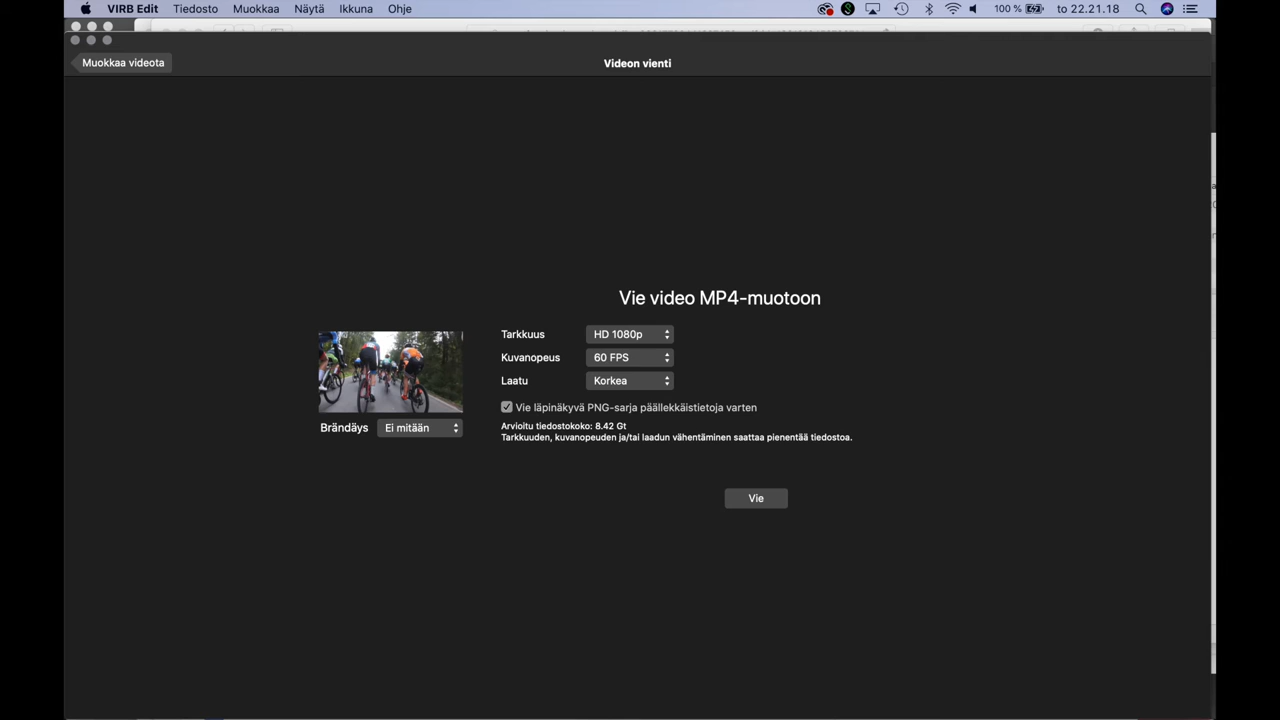 VIRB Edit Tiedosto Muokkaa Näytä Ikkuna Ohje 100 % to 22.21.18
Muokkaa videota
Videon vienti
Vie video MP4-muotoon
Tarkkuus HD 1080p
Kuvanopeus 60 FPS
Laatu Korkea
Vie läpinäkyvä PNG-sarja päällekkäistietoja varten
Brändäys Ei mitään
Arvioitu tiedostokoko: 8.42 Gt
Tarkkuuden, kuvanopeuden ja/tai laadun vähentäminen saattaa pienentää tiedostoa.
Vie